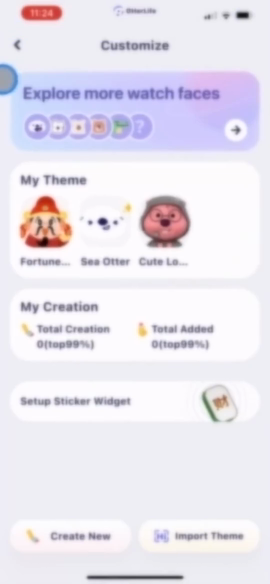 11:24
OtterLife
Customize
Explore more watch faces
?
My Theme
Fortune...
Sea Otter
Cute Lo...
My Creation
Total Creation
0(top99%)
Total Added
0(top99%)
Setup Sticker Widget
Create New
Import Theme